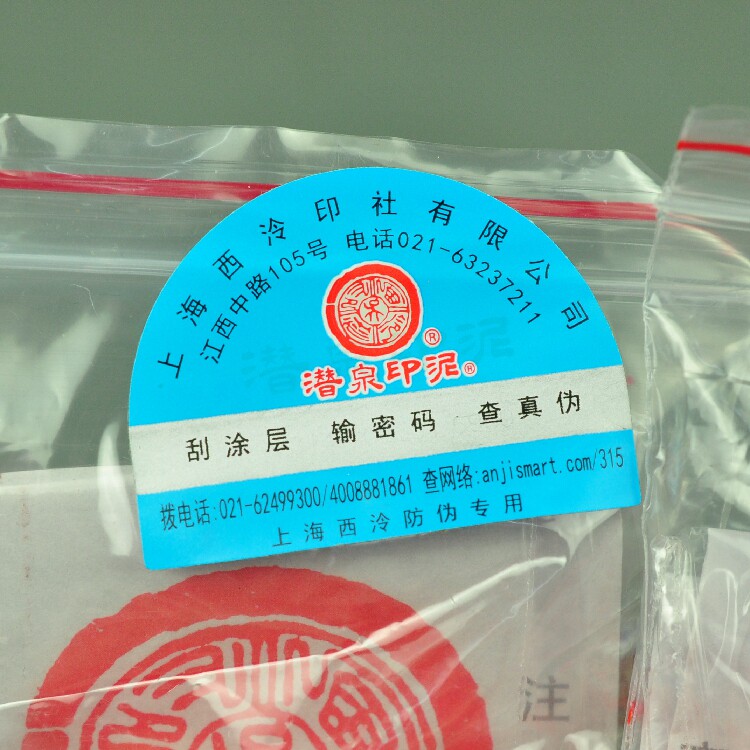 上海西泠印社有限公司
江西中路105号 电话021-63237211
®
潜泉印泥®
刮涂层 输密码 查真伪
拨电话:021-62499300/4008881861 查网络:anjismart.com/315
上海西泠防伪专用
注